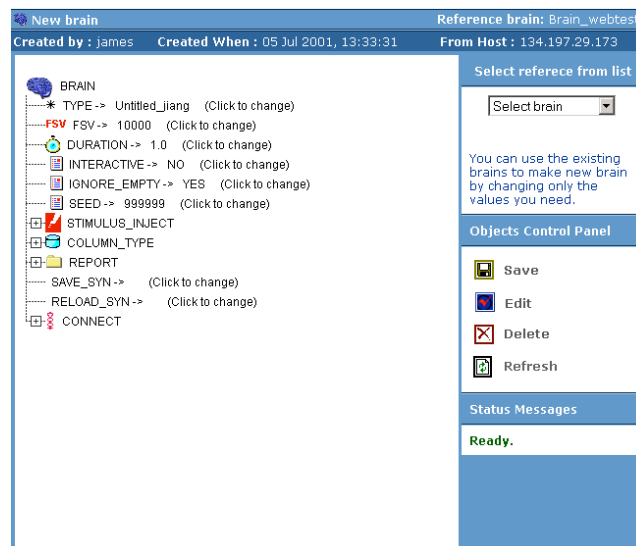 New brain
Reference brain: Brain_webtest
Created by : james Created When : 05 Jul 2001, 13:33:31 From Host : 134.197.29.173
BRAIN
* TYPE -> Untitled_jiang (Click to change)
FSV FSV -> 10000 (Click to change)
DURATION -> 1.0 (Click to change)
INTERACTIVE -> NO (Click to change)
IGNORE_EMPTY -> YES (Click to change)
SEED -> 999999 (Click to change)
STIMULUS_INJECT
COLUMN_TYPE
REPORT
SAVE_SYN -> (Click to change)
RELOAD_SYN -> (Click to change)
CONNECT
Select referece from list
Select brain
You can use the existing
brains to make new brain
by changing only the
values you need.
Objects Control Panel
Save
Edit
Delete
Refresh
Status Messages
Ready.